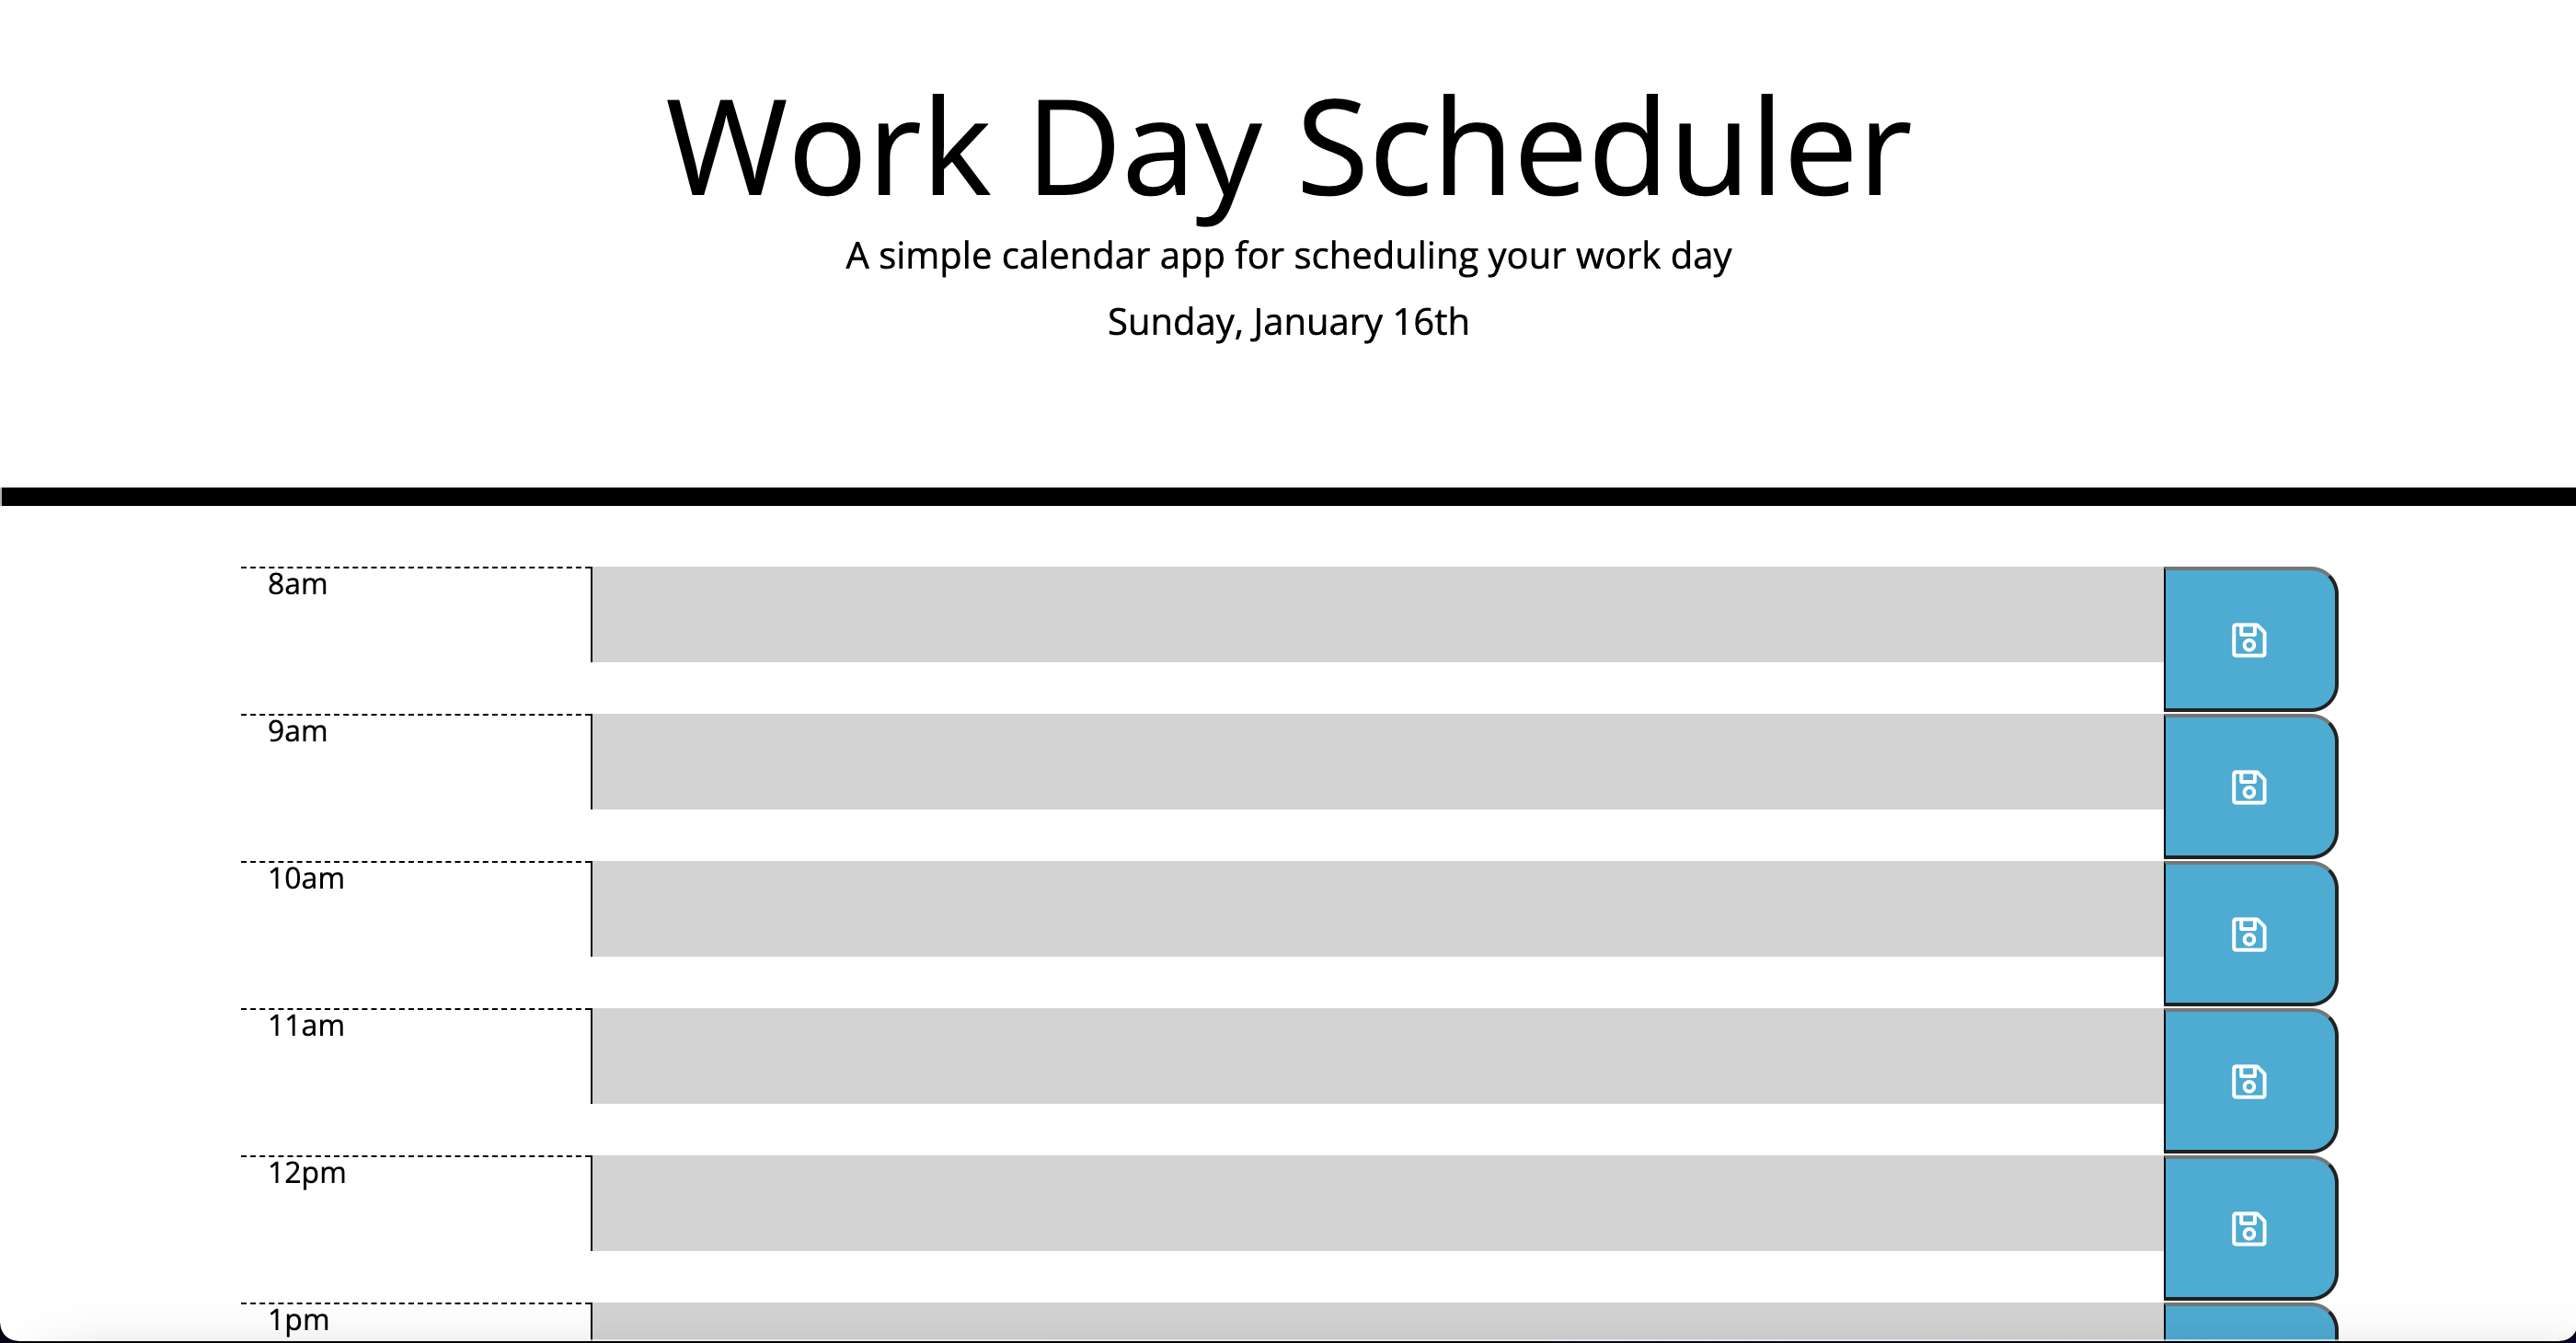 Work Day Scheduler
A simple calendar app for scheduling your work day
Sunday, January 16th
8am
9am
10am
11am
12pm
1pm